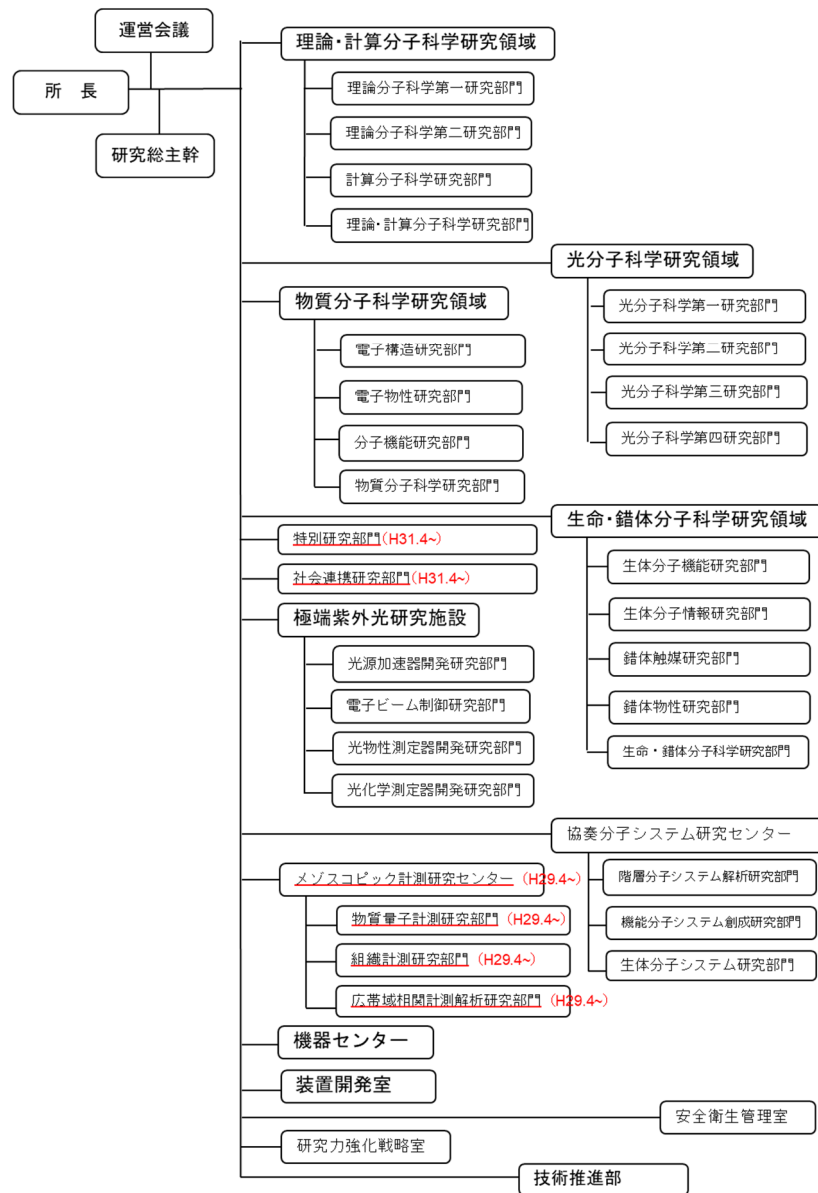 運営会議
所　長
研究総主幹
理論・計算分子科学研究領域
理論分子科学第一研究部門
理論分子科学第二研究部門
計算分子科学研究部門
理論・計算分子科学研究部門
光分子科学研究領域
光分子科学第一研究部門
光分子科学第二研究部門
光分子科学第三研究部門
光分子科学第四研究部門
物質分子科学研究領域
電子構造研究部門
電子物性研究部門
分子機能研究部門
物質分子科学研究部門
生命・錯体分子科学研究領域
生体分子機能研究部門
生体分子情報研究部門
錯体触媒研究部門
錯体物性研究部門
生命・錯体分子科学研究部門
特別研究部門(H31.4~)
社会連携研究部門(H31.4~)
極端紫外光研究施設
光源加速器開発研究部門
電子ビーム制御研究部門
光物性測定器開発研究部門
光化学測定器開発研究部門
協奏分子システム研究センター
階層分子システム解析研究部門
機能分子システム創成研究部門
生体分子システム研究部門
メゾスコピック計測研究センター (H29.4~)
物質量子計測研究部門 (H29.4~)
組織計測研究部門 (H29.4~)
広帯域相関計測解析研究部門 (H29.4~)
機器センター
装置開発室
安全衛生管理室
研究力強化戦略室
技術推進部